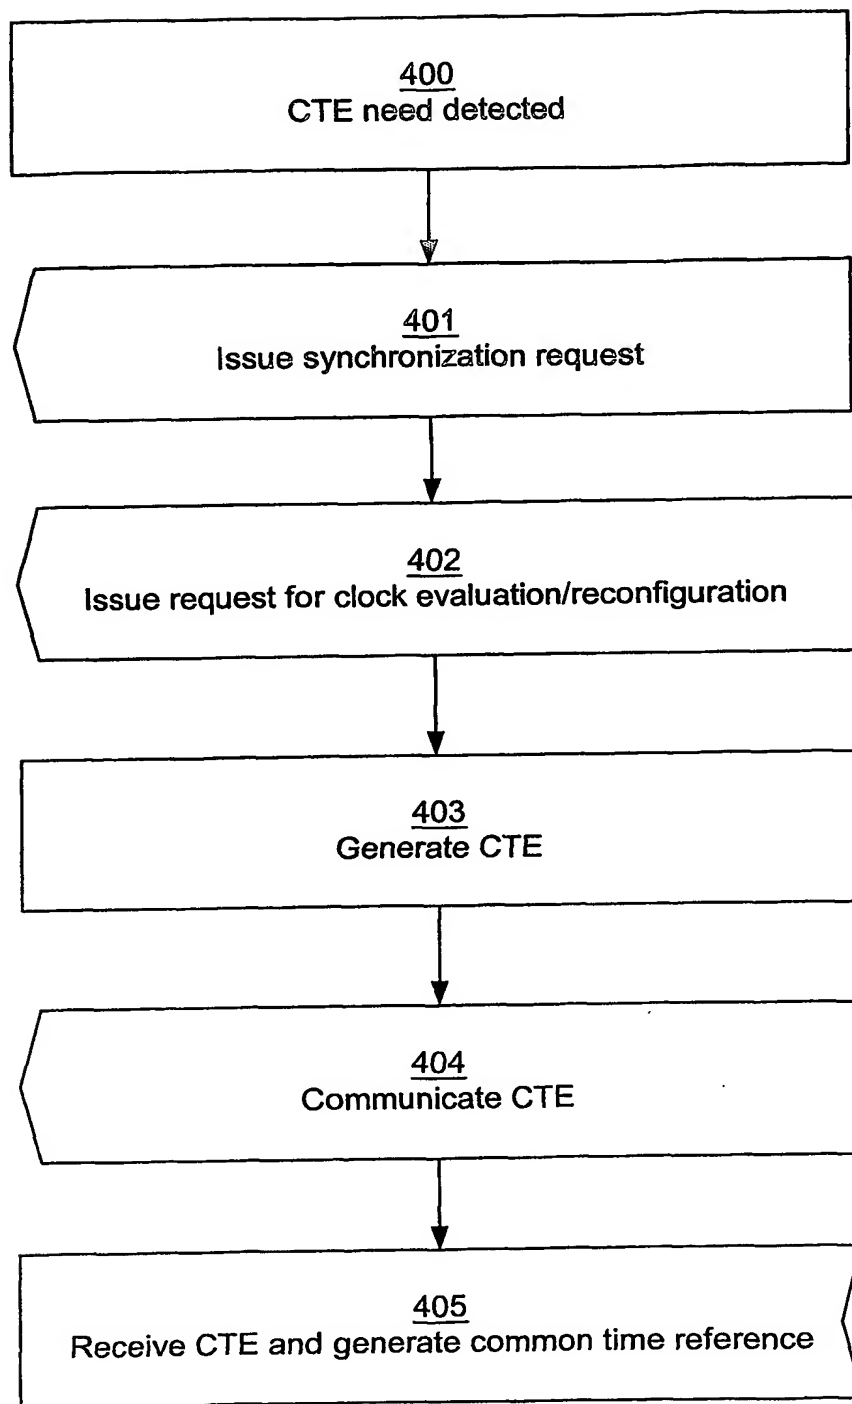 400
CTE need detected
401
Issue synchronization request
402
Issue request for clock evaluation/reconfiguration
403
Generate CTE
404
Communicate CTE
405
Receive CTE and generate common time reference